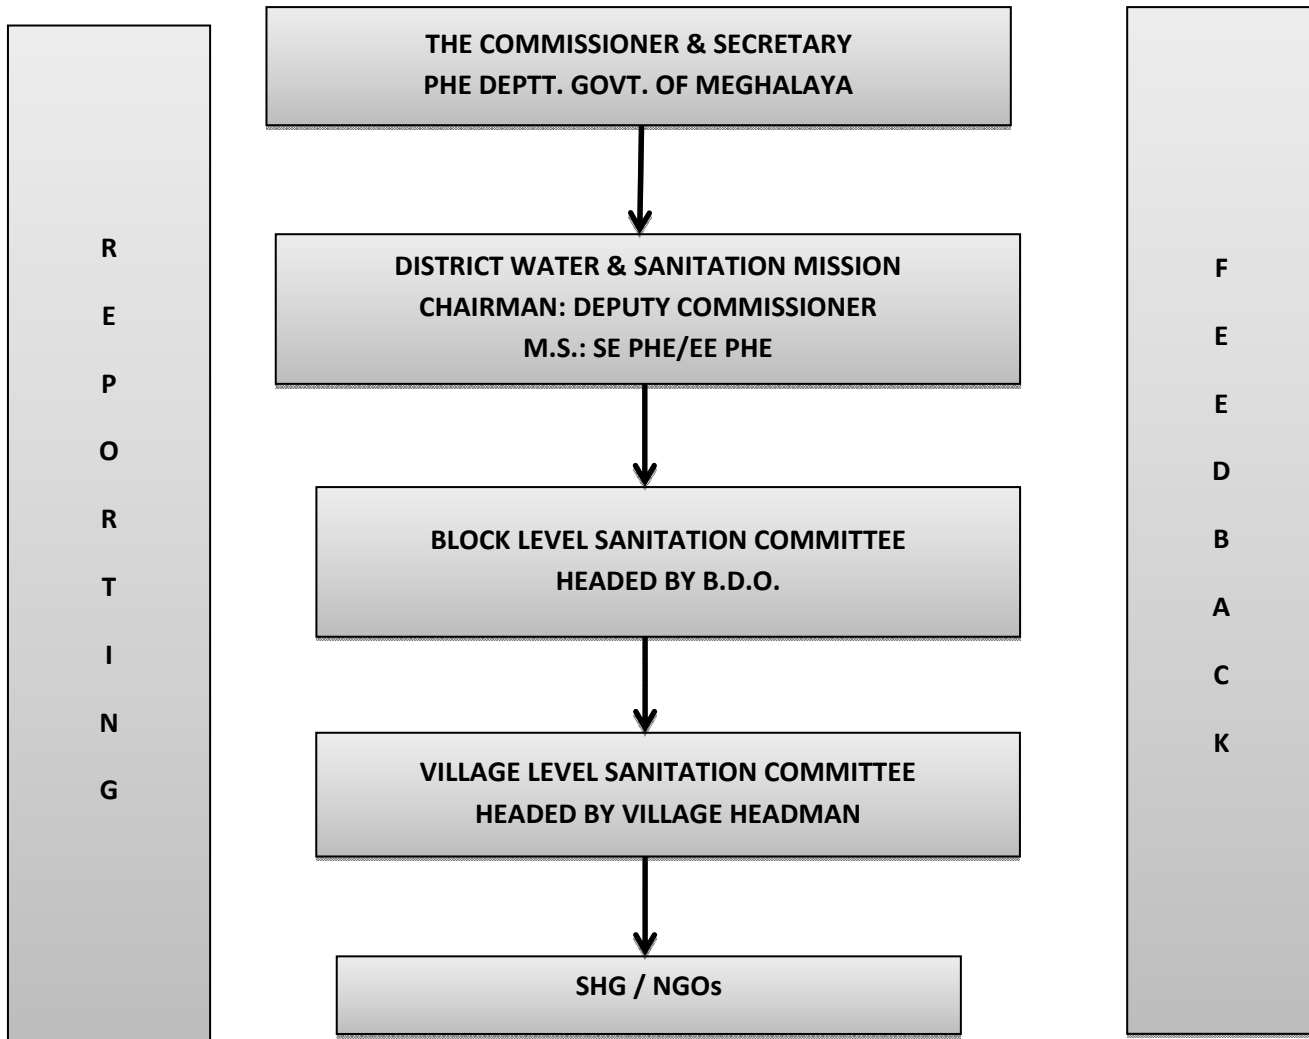 THE COMMISSIONER & SECRETARY
PHE DEPTT. GOVT. OF MEGHALAYA
DISTRICT WATER & SANITATION MISSION
CHAIRMAN: DEPUTY COMMISSIONER
M.S.: SE PHE/EE PHE
BLOCK LEVEL SANITATION COMMITTEE
HEADED BY B.D.O.
VILLAGE LEVEL SANITATION COMMITTEE
HEADED BY VILLAGE HEADMAN
SHG / NGOs
R
E
P
O
R
T
I
N
G
F
E
E
D
B
A
C
K